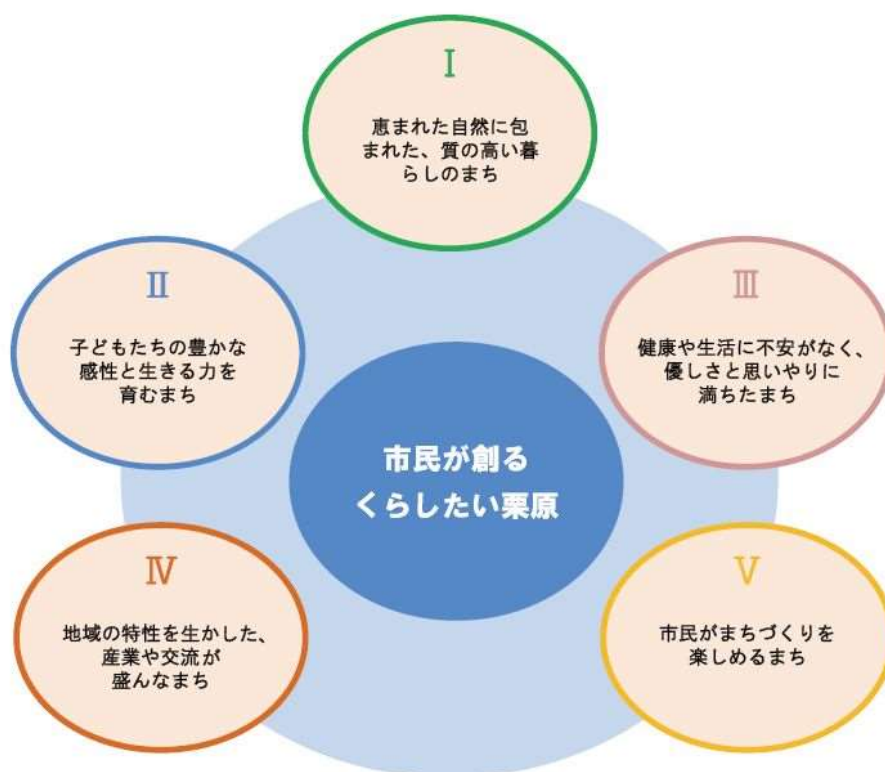 Ⅰ
恵まれた自然に包
まれた、質の高い暮
らしのまち
Ⅱ
子どもたちの豊かな
感性と生きる力を
育むまち
Ⅲ
健康や生活に不安がなく、
優しさと思いやりに
満ちたまち
市民が創る
くらしたい栗原
Ⅳ
地域の特性を生かした、
産業や交流が
盛んなまち
Ⅴ
市民がまちづくりを
楽しめるまち